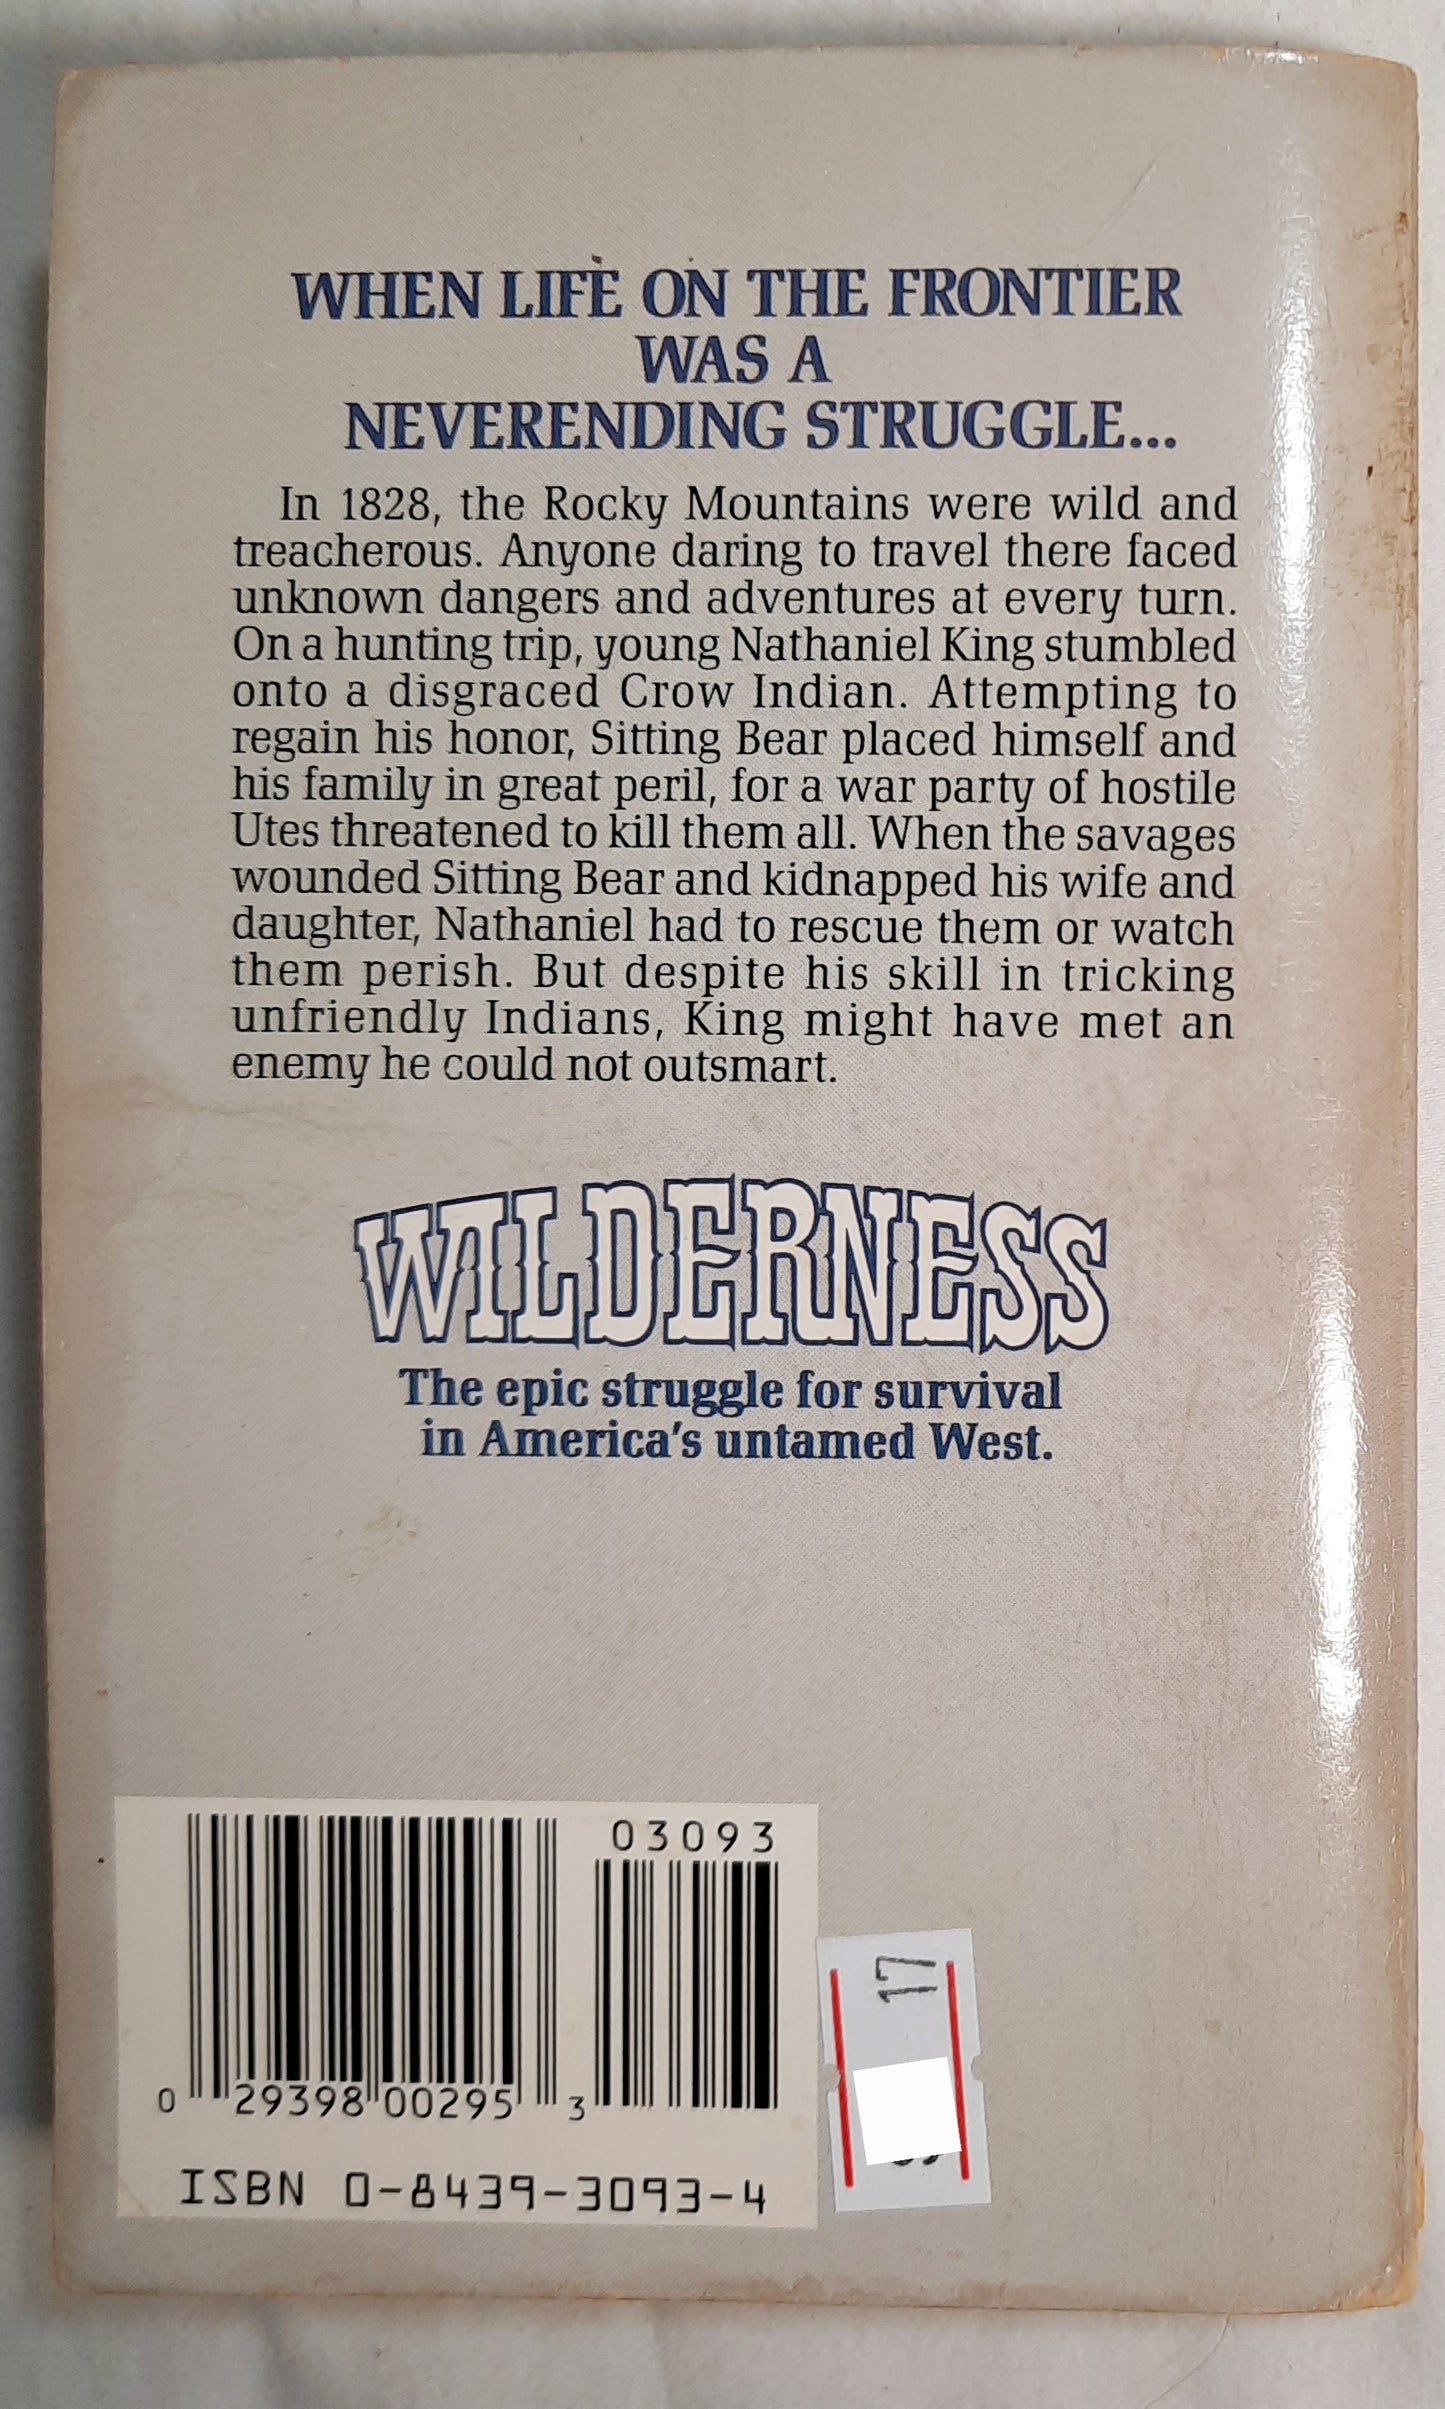 WHEN LIFE ON THE FRONTIER
WAS A
NEVERENDING STRUGGLE...
In 1828, the Rocky Mountains were wild and
treacherous. Anyone daring to travel there faced
unknown dangers and adventures at every turn.
On a hunting trip, young Nathaniel King stumbled
onto a disgraced Crow Indian. Attempting to
regain his honor, Sitting Bear placed himself and
his family in great peril, for a war party of hostile
Utes threatened to kill them all. When the savages
wounded Sitting Bear and kidnapped his wife and
daughter, Nathaniel had to rescue them or watch
them perish. But despite his skill in tricking
unfriendly Indians, King might have met an
enemy he could not outsmart.
WILDERNESS
The epic struggle for survival
in America's untamed West.
03093
0 29398 00295 3
ISBN 0-8439-3093-4
17